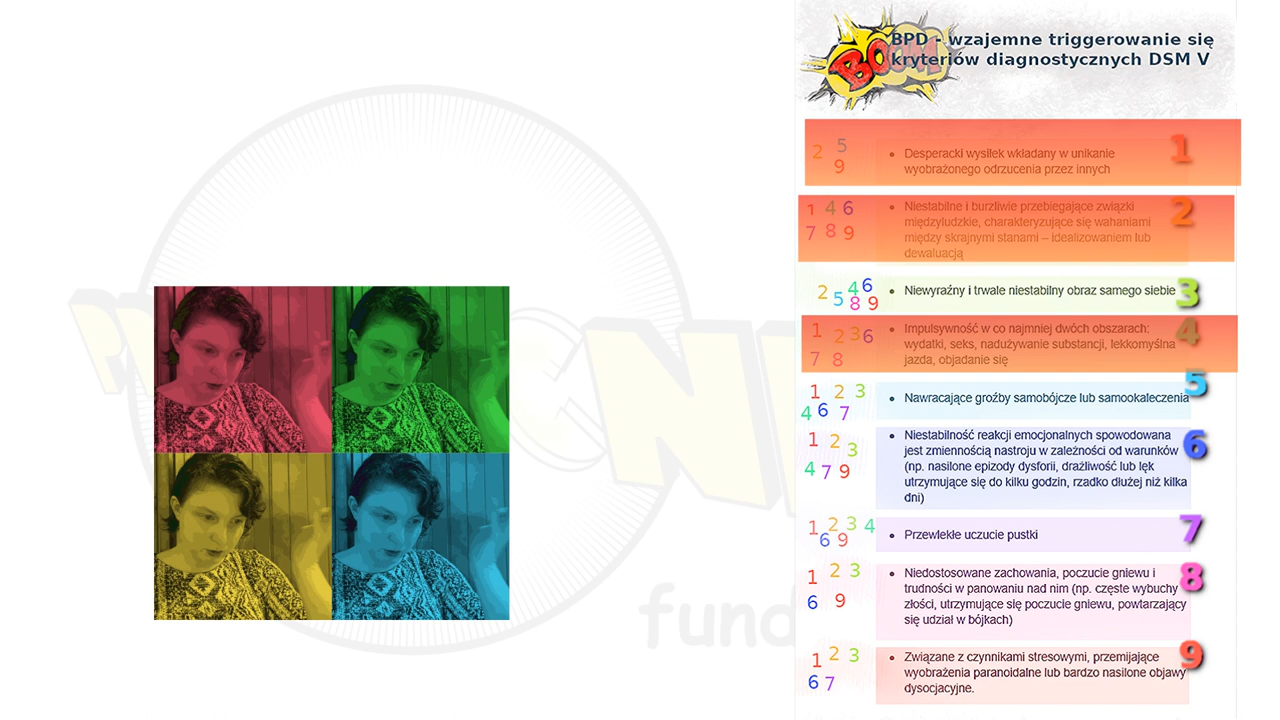 BOOM
BPD - wzajemne triggerowanie się
kryteriów diagnostycznych DSM V
2 5
9
Desperacki wysiłek wkładany w unikanie
wyobrażonego odrzucenia przez innych
1
1 4 6
7 8 9
Niestabilne i burzliwie przebiegające związki
międzyludzkie, charakteryzujące się wahaniami
między skrajnymi stanami – idealizowaniem lub
dewaluacją
2
2 5 4 6
8 9
Niewyraźny i trwale niestabilny obraz samego siebie
3
1 2 3 6
7 8
Impulsywność w co najmniej dwóch obszarach:
wydatki, seks, nadużywanie substancji, lekkomyślna
jazda, objadanie się
4
1 2 3
4 6 7
Nawracające groźby samobójcze lub samookaleczenia
5
1 2 3
4 7 9
Niestabilność reakcji emocjonalnych spowodowana
jest zmiennością nastroju w zależności od warunków
(np. nasilone epizody dysforii, drażliwość lub lęk
utrzymujące się do kilku godzin, rzadko dłużej niż kilka
dni)
6
1 2 3 4
6 9
Przewlekłe uczucie pustki
7
1 2 3
6 9
Niedostosowane zachowania, poczucie gniewu i
trudności w panowaniu nad nim (np. częste wybuchy
złości, utrzymujące się poczucie gniewu, powtarzający
się udział w bójkach)
8
1 2 3
6 7
Związane z czynnikami stresowymi, przemijające
wyobrażenia paranoidalne lub bardzo nasilone objawy
dysocjacyjne.
9